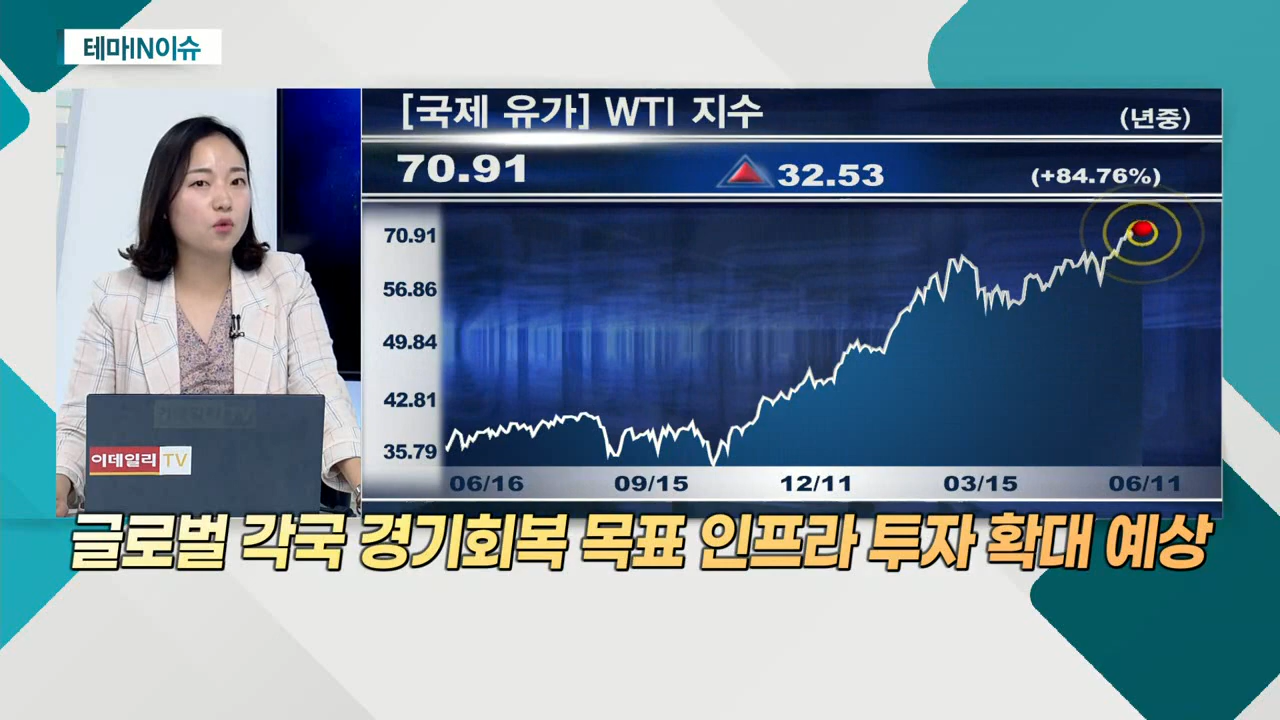 테마IN이슈
[국제 유가] WTI 지수
(년중)
70.91
32.53
(+84.76%)
70.91
56.86
49.84
42.81
35.79
06/16
09/15
12/11
03/15
06/11
이데일리 TV
글로벌 각국 경기회복 목표 인프라 투자 확대 예상